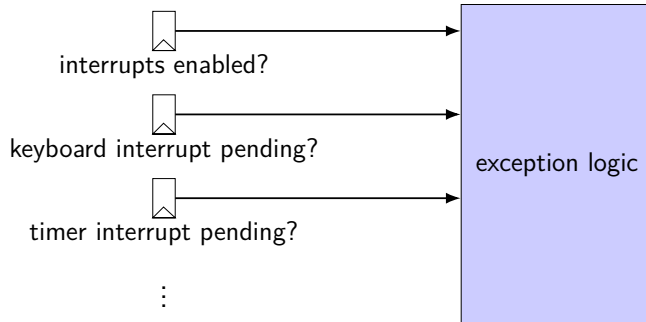 interrupts enabled?
keyboard interrupt pending?
exception logic
timer interrupt pending?
⋮